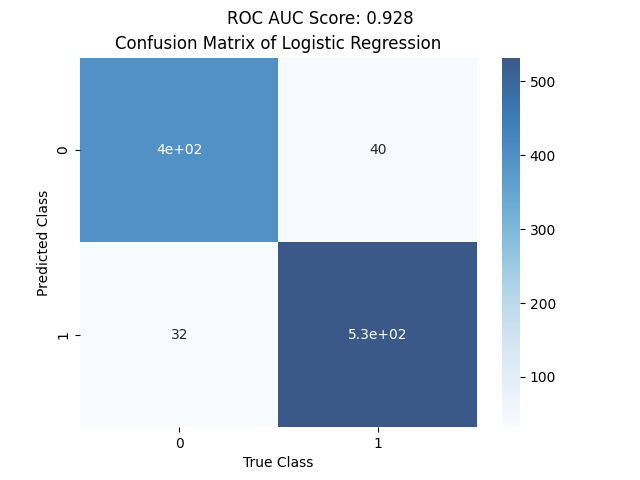 ROC AUC Score: 0.928
Confusion Matrix of Logistic Regression
500
400
300
200
100
0
4e+02
40
Predicted Class
1
32
5.3e+02
0
1
True Class